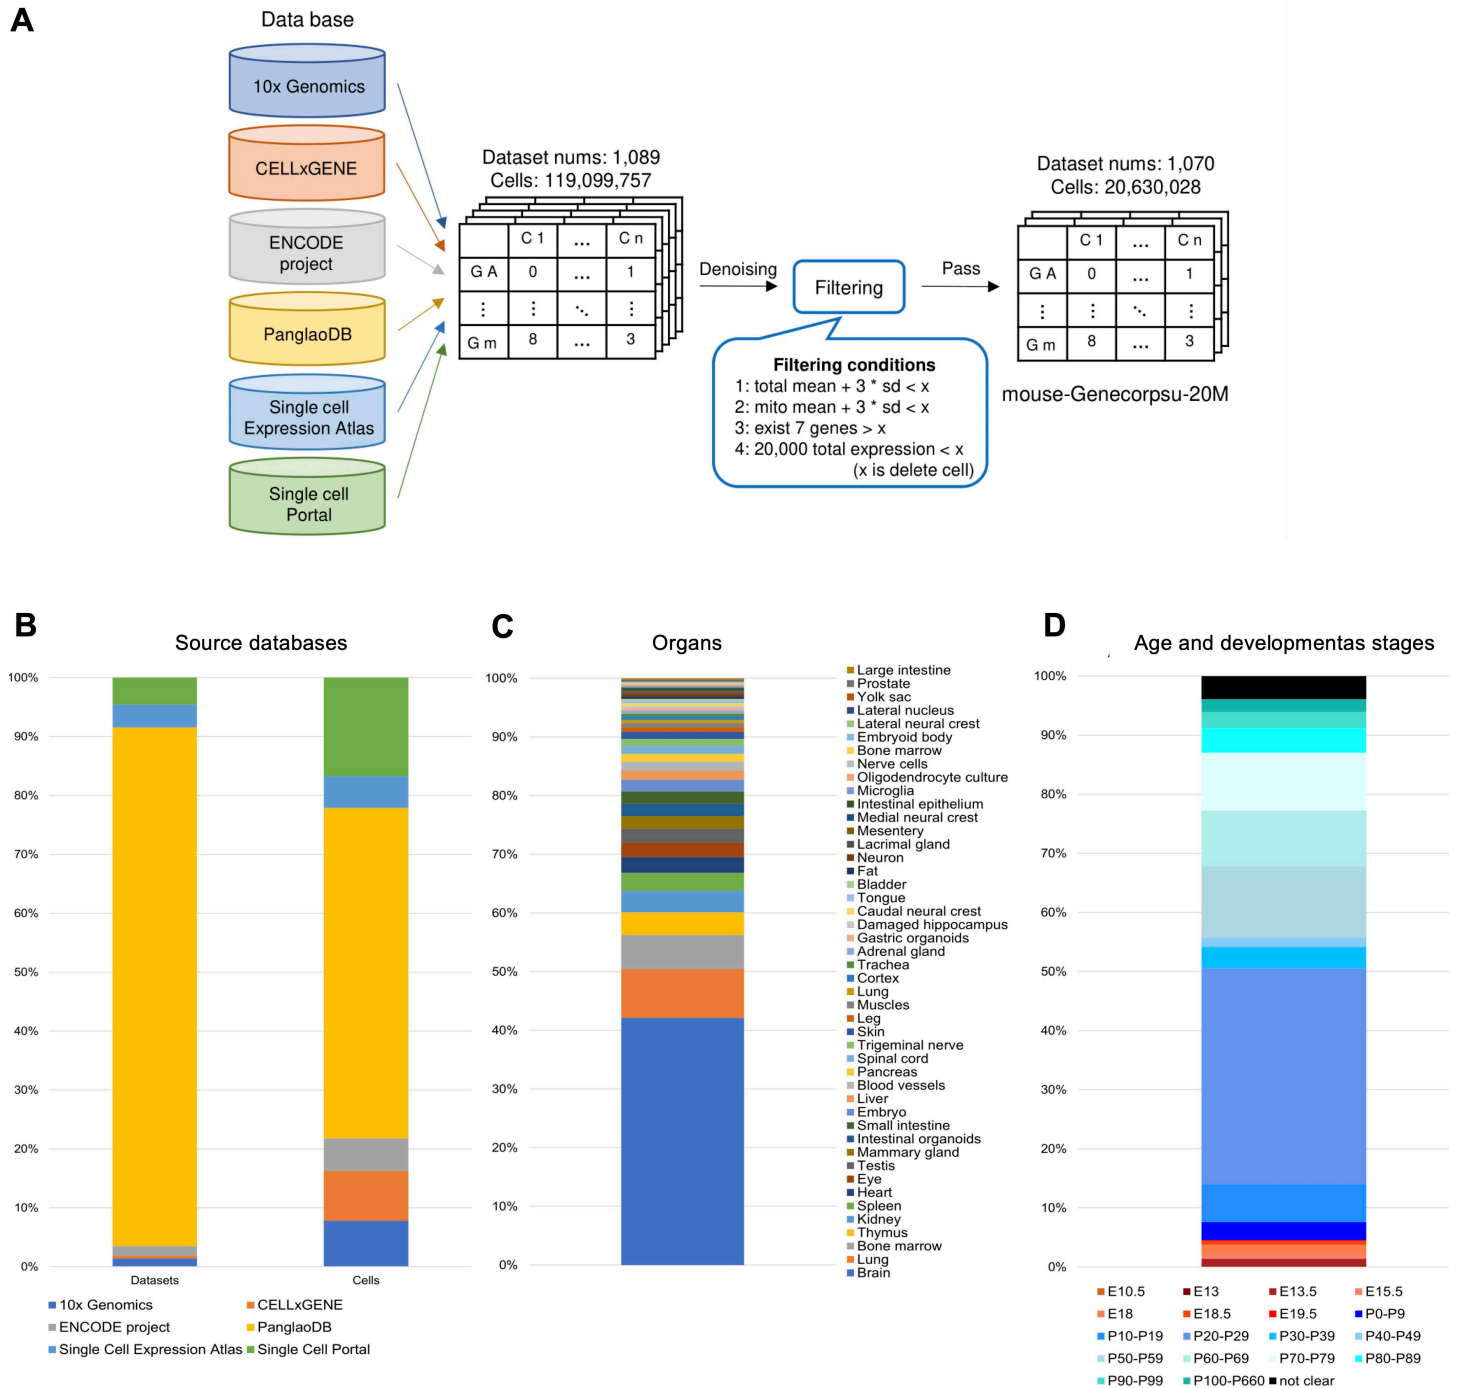 A
Data base
10x Genomics
CELLxGENE
ENCODE
project
PanglaoDB
Single cell
Expression Atlas
Single cell
Portal
Dataset nums: 1,089
Cells: 119,099,757
C 1 ... C n
G A 0 ... 1
⋮ ⋮ ⋱ ⋮
G m 8 ... 3
Denoising
Filtering
Pass
Filtering conditions
1: total mean + 3 * sd < x
2: mito mean + 3 * sd < x
3: exist 7 genes > x
4: 20,000 total expression < x
(x is delete cell)
Dataset nums: 1,070
Cells: 20,630,028
C 1 ... C n
G A 0 ... 1
⋮ ⋮ ⋱ ⋮
G m 8 ... 3
mouse-Genecorpsu-20M
B
Source databases
100%
90%
80%
70%
60%
50%
40%
30%
20%
10%
0%
Datasets Cells
10x Genomics CELLxGENE
ENCODE project PanglaoDB
Single Cell Expression Atlas Single Cell Portal
C
Organs
100%
90%
80%
70%
60%
50%
40%
30%
20%
10%
0%
Large intestine
Prostate
Yolk sac
Lateral nucleus
Lateral neural crest
Embryoid body
Bone marrow
Nerve cells
Oligodendrocyte culture
Microglia
Intestinal epithelium
Medial neural crest
Mesentery
Lacrimal gland
Neuron
Fat
Bladder
Tongue
Caudal neural crest
Damaged hippocampus
Gastric organoids
Adrenal gland
Trachea
Cortex
Lung
Muscles
Leg
Skin
Trigeminal nerve
Spinal cord
Pancreas
Blood vessels
Liver
Embryo
Small intestine
Intestinal organoids
Mammary gland
Testis
Eye
Heart
Spleen
Kidney
Thymus
Bone marrow
Lung
Brain
D
Age and developmentas stages
100%
90%
80%
70%
60%
50%
40%
30%
20%
10%
0%
E10.5 E13 E13.5 E15.5
E18 E18.5 E19.5 P0-P9
P10-P19 P20-P29 P30-P39 P40-P49
P50-P59 P60-P69 P70-P79 P80-P89
P90-P99 P100-P660 not clear